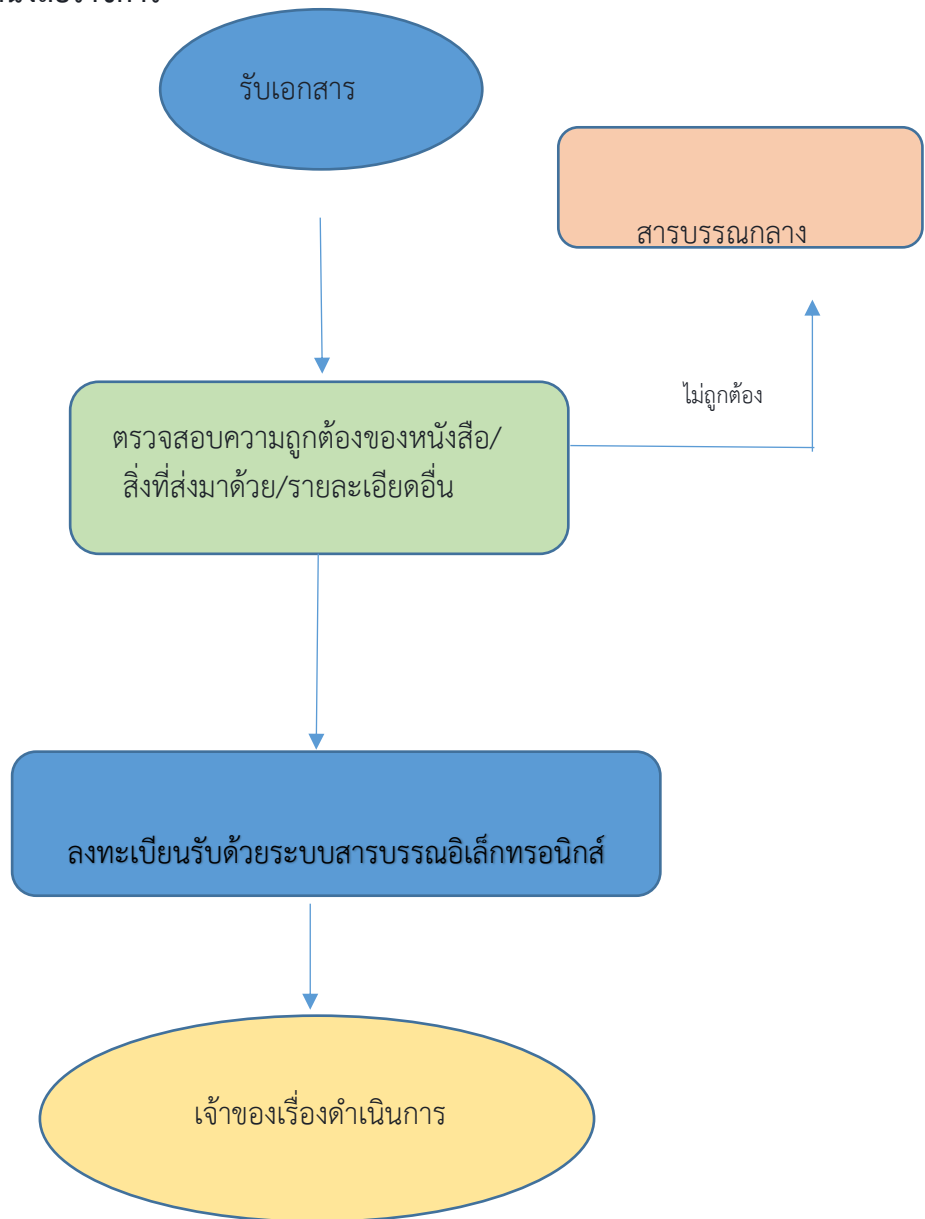 รับเอกสาร
สารบรรณกลาง
ไม่ถูกต้อง
ตรวจสอบความถูกต้องของหนังสือ/
สิ่งที่ส่งมาด้วย/รายละเอียดอื่น
ลงทะเบียนรับด้วยระบบสารบรรณอิเล็กทรอนิกส์
เจ้าของเรื่องดำเนินการ